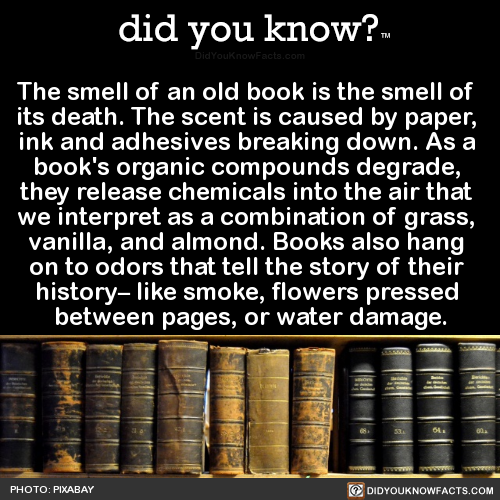 did you know?™
DidYouKnowFacts.com
The smell of an old book is the smell of
its death. The scent is caused by paper,
ink and adhesives breaking down. As a
book's organic compounds degrade,
they release chemicals into the air that
we interpret as a combination of grass,
vanilla, and almond. Books also hang
on to odors that tell the story of their
history– like smoke, flowers pressed
between pages, or water damage.
53.
PHOTO: PIXABAY
? DIDYOUKNOWFACTS.COM